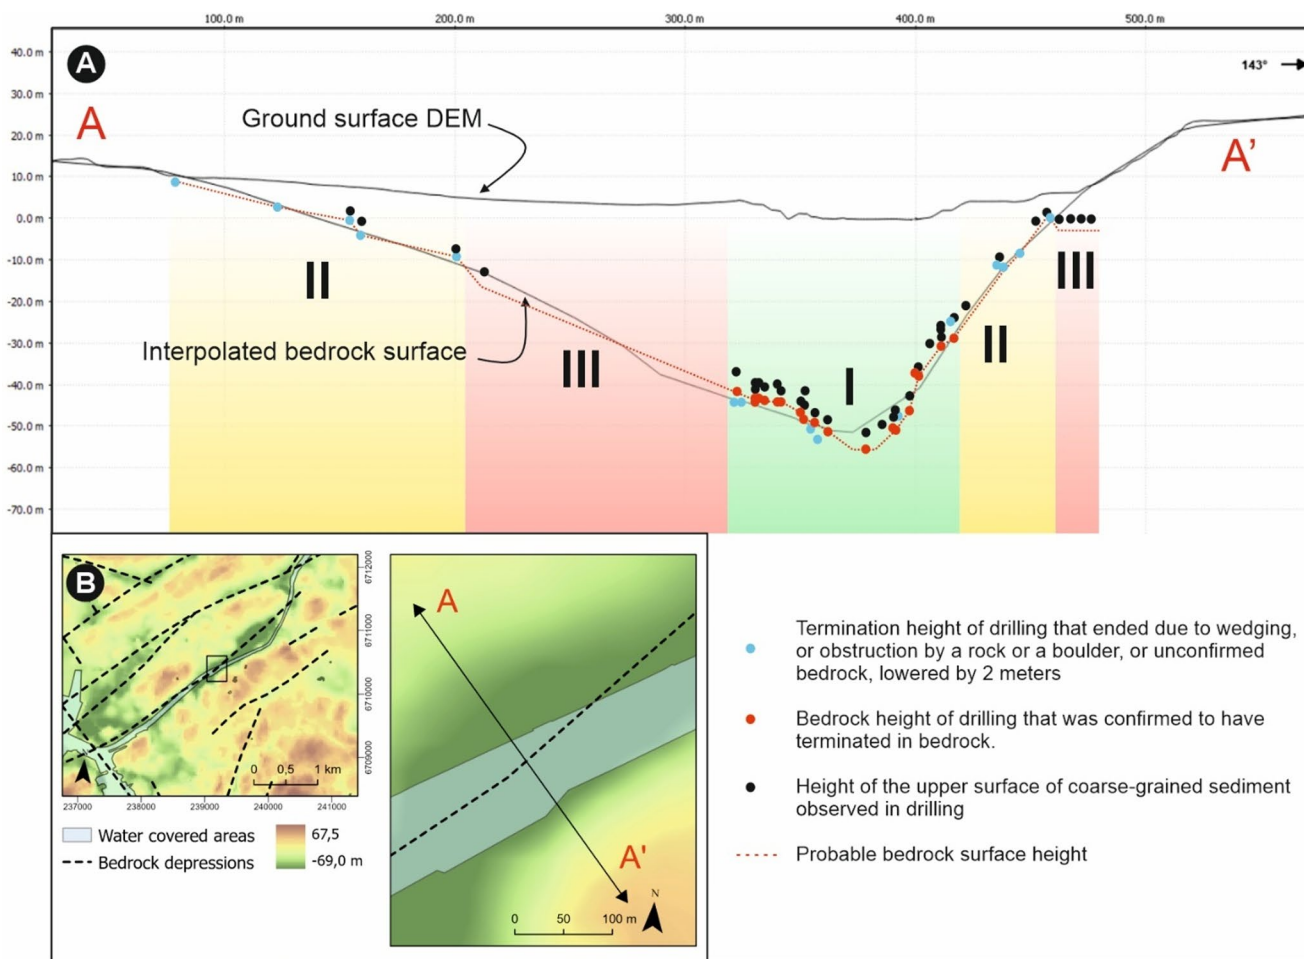 100.0 m 200.0 m 300.0 m 400.0 m 500.0 m
40.0 m
30.0 m
20.0 m
10.0 m
0.0 m
-10.0 m
-20.0 m
-30.0 m
-40.0 m
-50.0 m
-60.0 m
-70.0 m
A
A
Ground surface DEM
143°
A'
II
III
I
II
III
Interpolated bedrock surface
B
6712000
6711000
6710000
6709000
0 0,5 1 km
237000 238000 239000 240000 241000
Water covered areas
Bedrock depressions
67,5
-69,0 m
A
A'
N
0 50 100 m
Termination height of drilling that ended due to wedging,
or obstruction by a rock or a boulder, or unconfirmed
bedrock, lowered by 2 meters
Bedrock height of drilling that was confirmed to have
terminated in bedrock.
Height of the upper surface of coarse-grained sediment
observed in drilling
Probable bedrock surface height